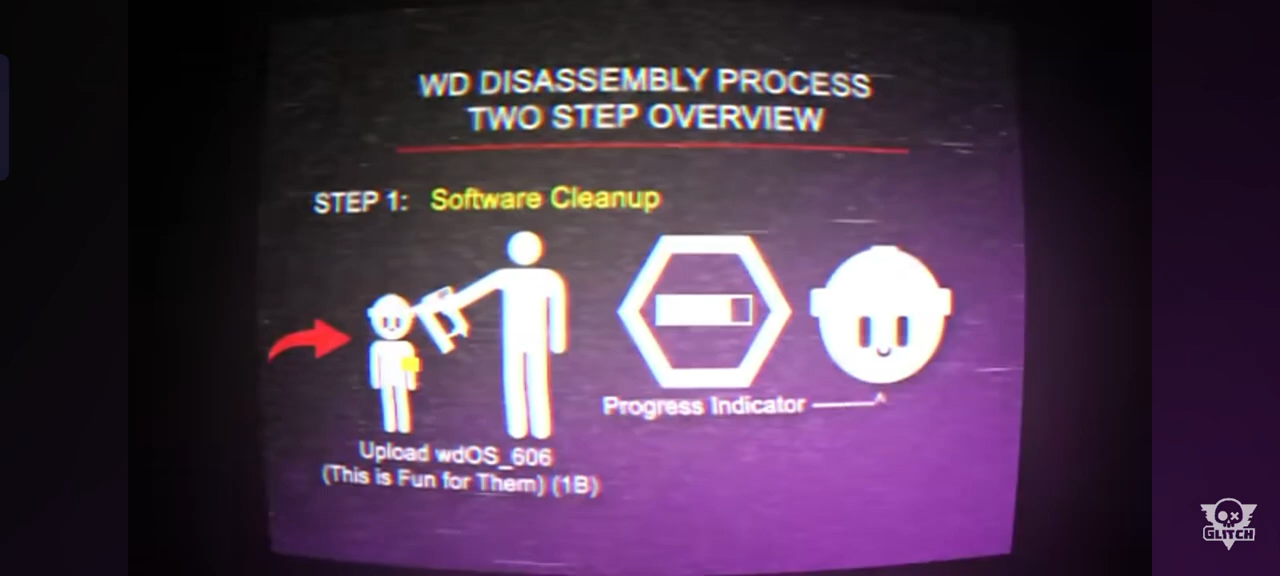 WD DISASSEMBLY PROCESS
TWO STEP OVERVIEW
STEP 1: Software Cleanup
Progress Indicator
Upload wdOS_606
(This is Fun for Them) (1B)
GLITCH